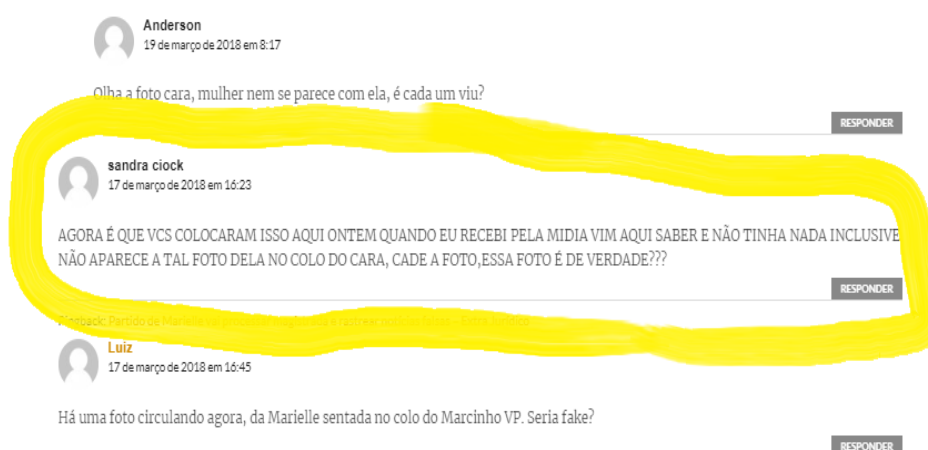 Anderson
19 de março de 2018 em 8:17
Olha a foto cara, mulher nem se parece com ela, é cada um viu?
RESPONDER
sandra ciock
17 de março de 2018 em 16:23
AGORA É QUE VCS COLOCARAM ISSO AQUI ONTEM QUANDO EU RECEBI PELA MIDIA VIM AQUI SABER E NÃO TINHA NADA INCLUSIVE
NÃO APARECE A TAL FOTO DELA NO COLO DO CARA, CADE A FOTO,ESSA FOTO É DE VERDADE???
RESPONDER
Pingback: Partido de Marielle vai
Luiz
17 de março de 2018 em 16:45
Há uma foto circulando agora, da Marielle sentada no colo do Marcinho VP. Seria fake?
RESPONDER